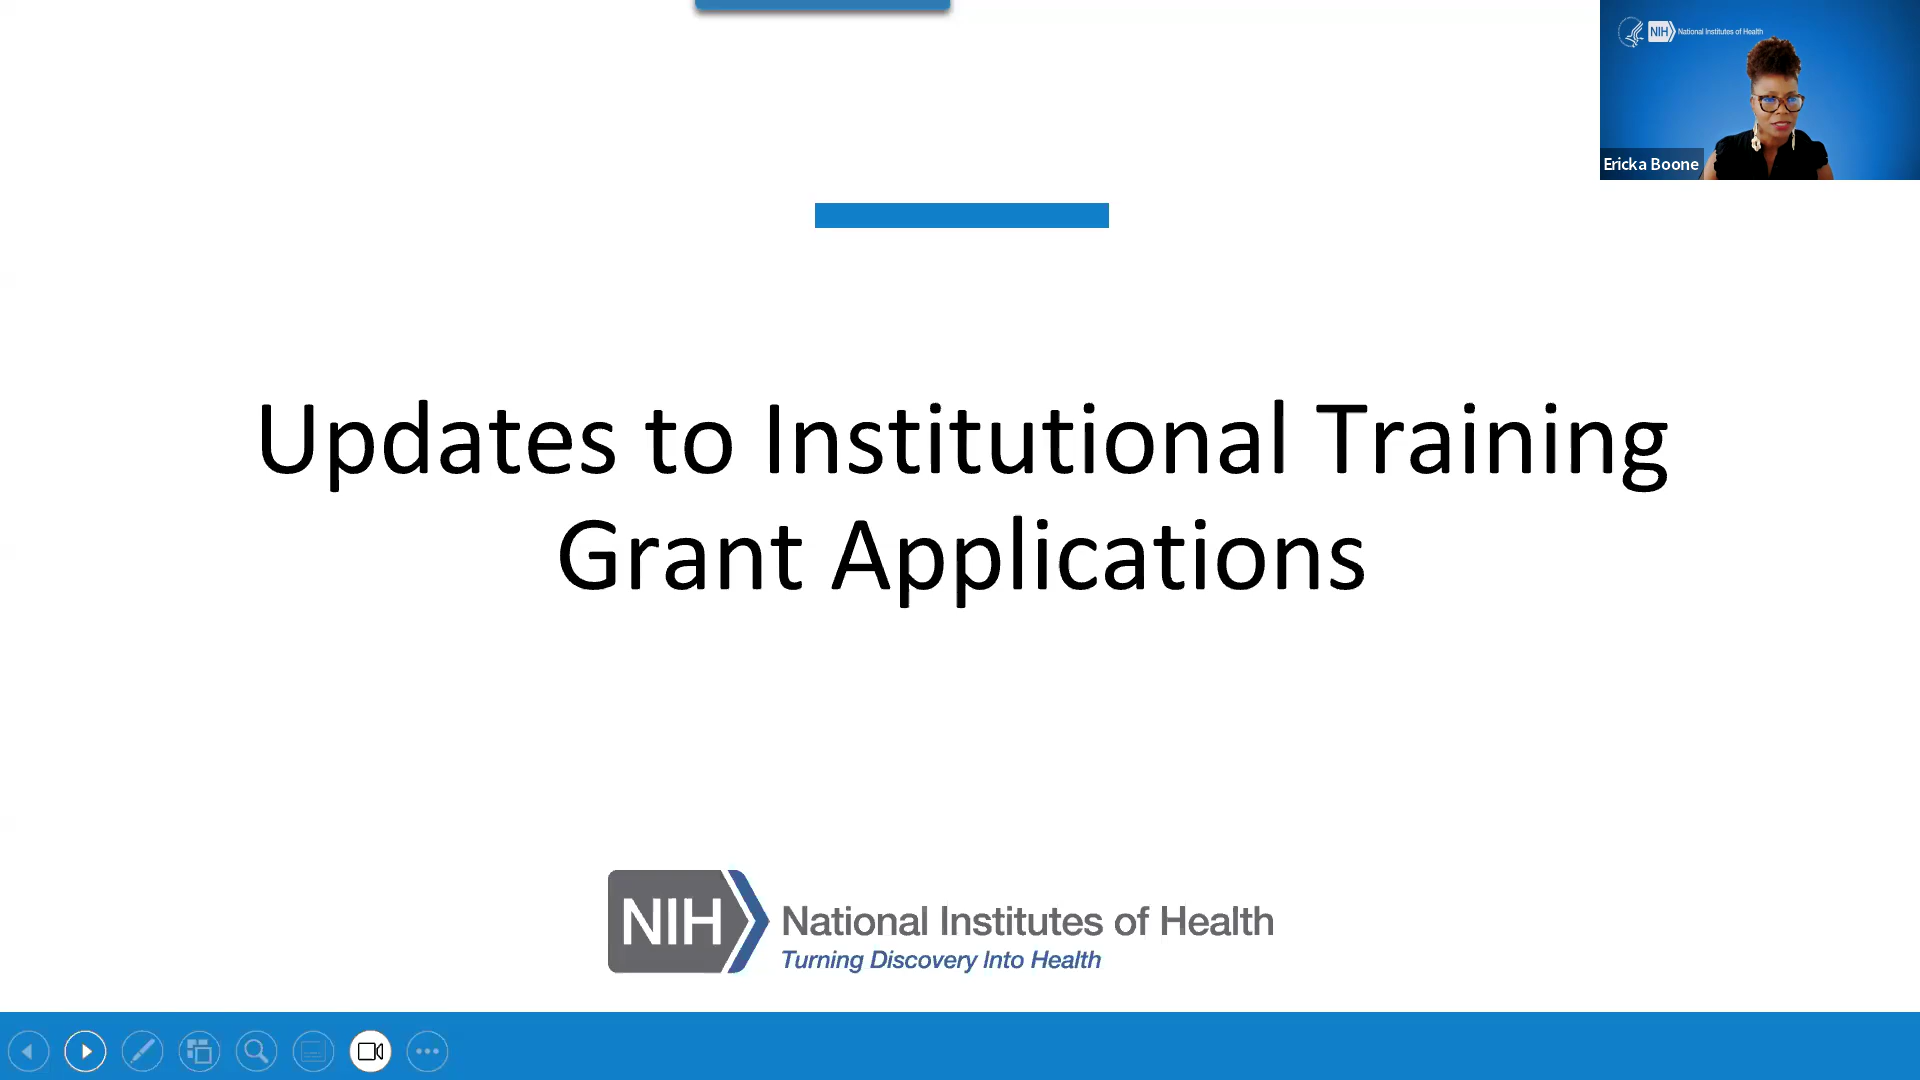 NIH National Institutes of Health
Ericka Boone
Updates to Institutional Training
Grant Applications
NIH National Institutes of Health
Turning Discovery Into Health